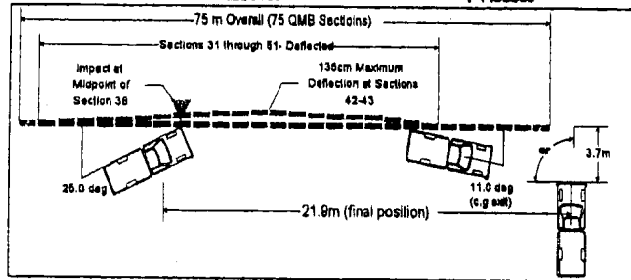 75 m Overall (75 QMB Sections)
Sections 31 through 51- Deflected
Impact at
Midpoint of
Section 38
136cm Maximum
Deflection at Sections
42-43
25.0 deg
11.0 deg
(c.g exit)
3.7m
21.9m (final position)